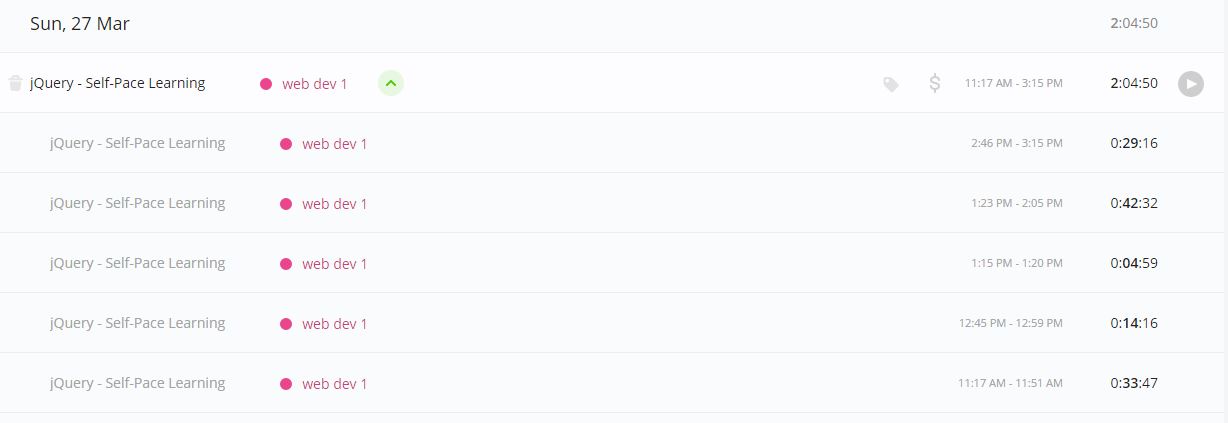 Sun, 27 Mar 2:04:50
jQuery - Self-Pace Learning web dev 1 $ 11:17 AM - 3:15 PM 2:04:50
jQuery - Self-Pace Learning web dev 1 2:46 PM - 3:15 PM 0:29:16
jQuery - Self-Pace Learning web dev 1 1:23 PM - 2:05 PM 0:42:32
jQuery - Self-Pace Learning web dev 1 1:15 PM - 1:20 PM 0:04:59
jQuery - Self-Pace Learning web dev 1 12:45 PM - 12:59 PM 0:14:16
jQuery - Self-Pace Learning web dev 1 11:17 AM - 11:51 AM 0:33:47